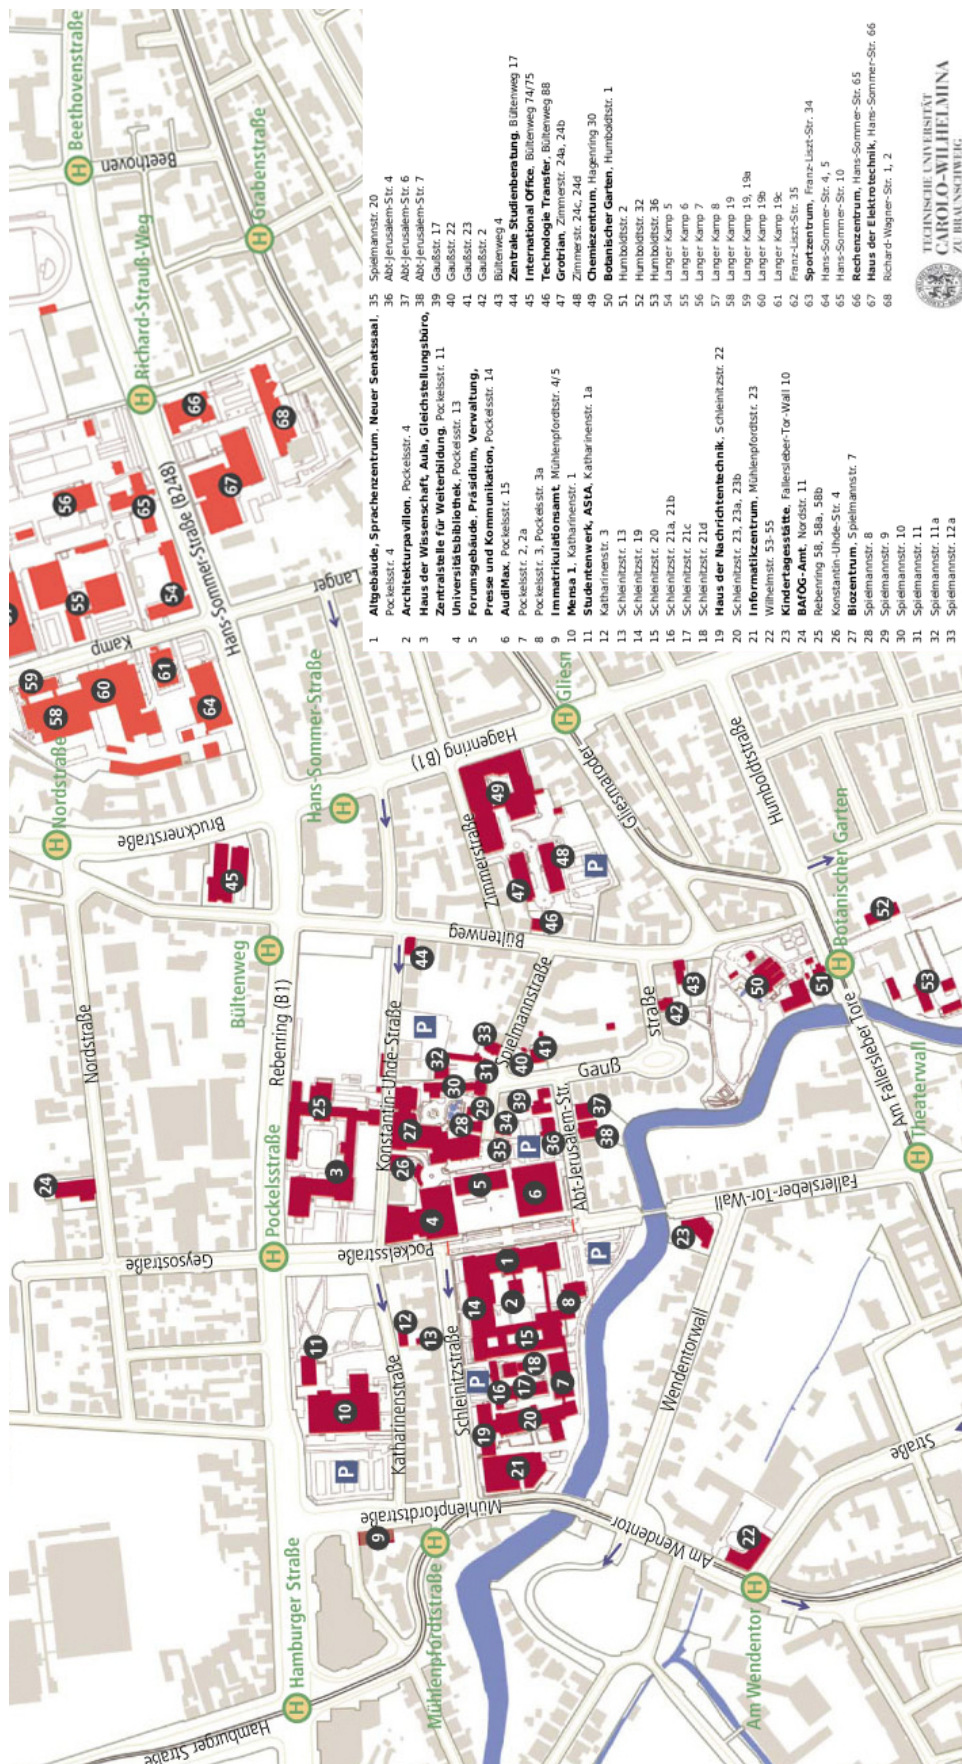 Hamburger Straße
Hamburger Straße
Mühlenpfordtstraße
Mühlenpfordtstraße
Am Wendentor
Am Wendentor
Wendentorwall
Straße
Katharinenstraße
Schleinitzstraße
Geysostraße
Pockelsstraße
Pockelsstraße
Fallersleber-Tor-Wall
Theaterwall
Am Fallersleber Tore
Botanischer Garten
Humboldtstraße
Nordstraße
Nordstraße
Rebenring (B1)
Konstantin-Uhde-Straße
Abt-Jerusalem-Str.
Gauß
straße
Spielmannstraße
Bültenweg
Bültenweg
Zimmerstraße
Hagenring (B1)
Gliesmaroder
Gliesm
Brucknerstraße
Hans-Sommer-Straße
Hans-Sommer-Straße (B248)
Langer
Kamp
Richard-Strauß-Weg
Grabenstraße
Beethovenstraße
Beethoven
H
P
1 Altgebäude, Sprachenzentrum, Neuer Senatssaal,
Pockelsstr. 4
2 Architekturpavillon, Pockelsstr. 4
3 Haus der Wissenschaft, Aula, Gleichstellungsbüro,
Zentralstelle für Weiterbildung, Pockelsstr. 11
4 Universitätsbibliothek, Pockelsstr. 13
5 Forumsgebäude, Präsidium, Verwaltung,
Presse und Kommunikation, Pockelsstr. 14
6 AudiMax, Pockelsstr. 15
7 Pockelsstr. 2, 2a
8 Pockelsstr. 3, Pockelsstr. 3a
9 Immatrikulationsamt, Mühlenpfordtstr. 4/5
10 Mensa 1, Katharinenstr. 1
11 Studentenwerk, AStA, Katharinenstr. 1a
12 Katharinenstr. 3
13 Schleinitzstr. 13
14 Schleinitzstr. 19
15 Schleinitzstr. 20
16 Schleinitzstr. 21a, 21b
17 Schleinitzstr. 21c
18 Schleinitzstr. 21d
19 Haus der Nachrichtentechnik, Schleinitzstr. 22
20 Schleinitzstr. 23, 23a, 23b
21 Informatikzentrum, Mühlenpfordtstr. 23
22 Wilhelmstr. 53-55
23 Kindertagesstätte, Fallersleber-Tor-Wall 10
24 BAföG-Amt, Nordstr. 11
25 Rebenring 58, 58a, 58b
26 Konstantin-Uhde-Str. 4
27 Biozentrum, Spielmannstr. 7
28 Spielmannstr. 8
29 Spielmannstr. 9
30 Spielmannstr. 10
31 Spielmannstr. 11
32 Spielmannstr. 11a
33 Spielmannstr. 12a
35 Spielmannstr. 20
36 Abt-Jerusalem-Str. 4
37 Abt-Jerusalem-Str. 6
38 Abt-Jerusalem-Str. 7
39 Gaußstr. 17
40 Gaußstr. 22
41 Gaußstr. 23
42 Gaußstr. 2
43 Bültenweg 4
44 Zentrale Studienberatung, Bültenweg 17
45 International Office, Bültenweg 74/75
46 Technologie Transfer, Bültenweg 88
47 Grotrian, Zimmerstr. 24a, 24b
48 Zimmerstr. 24c, 24d
49 Chemiezentrum, Hagenring 30
50 Botanischer Garten, Humboldtstr. 1
51 Humboldtstr. 2
52 Humboldtstr. 32
53 Humboldtstr. 36
54 Langer Kamp 5
55 Langer Kamp 6
56 Langer Kamp 7
57 Langer Kamp 8
58 Langer Kamp 19
59 Langer Kamp 19, 19a
60 Langer Kamp 19b
61 Langer Kamp 19c
62 Franz-Liszt-Str. 35
63 Sportzentrum, Franz-Liszt-Str. 34
64 Hans-Sommer-Str. 4, 5
65 Hans-Sommer-Str. 10
66 Rechenzentrum, Hans-Sommer-Str. 65
67 Haus der Elektrotechnik, Hans-Sommer-Str. 66
68 Richard-Wagner-Str. 1, 2
TECHNISCHE UNIVERSITÄT
CAROLO-WILHELMINA
ZU BRAUNSCHWEIG